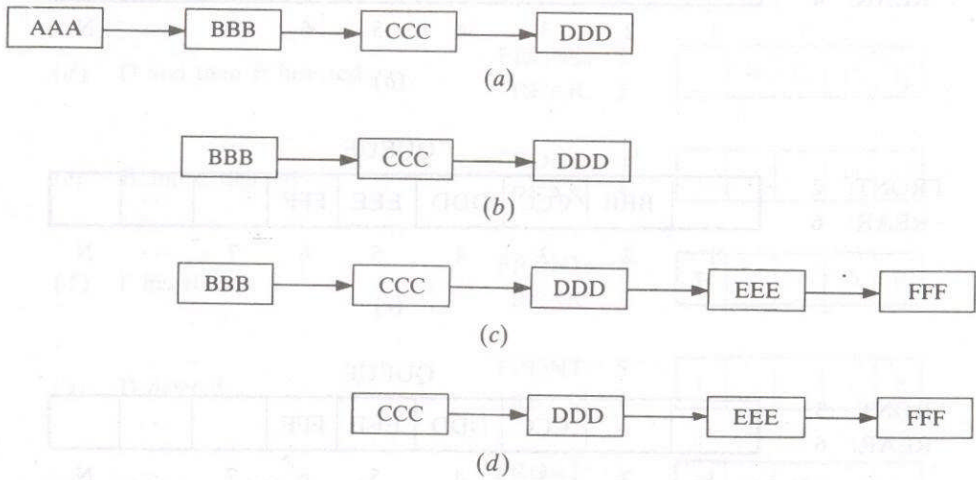 AAA BBB CCC DDD
(a)
BBB CCC DDD
(b)
BBB CCC DDD EEE FFF
(c)
CCC DDD EEE FFF
(d)